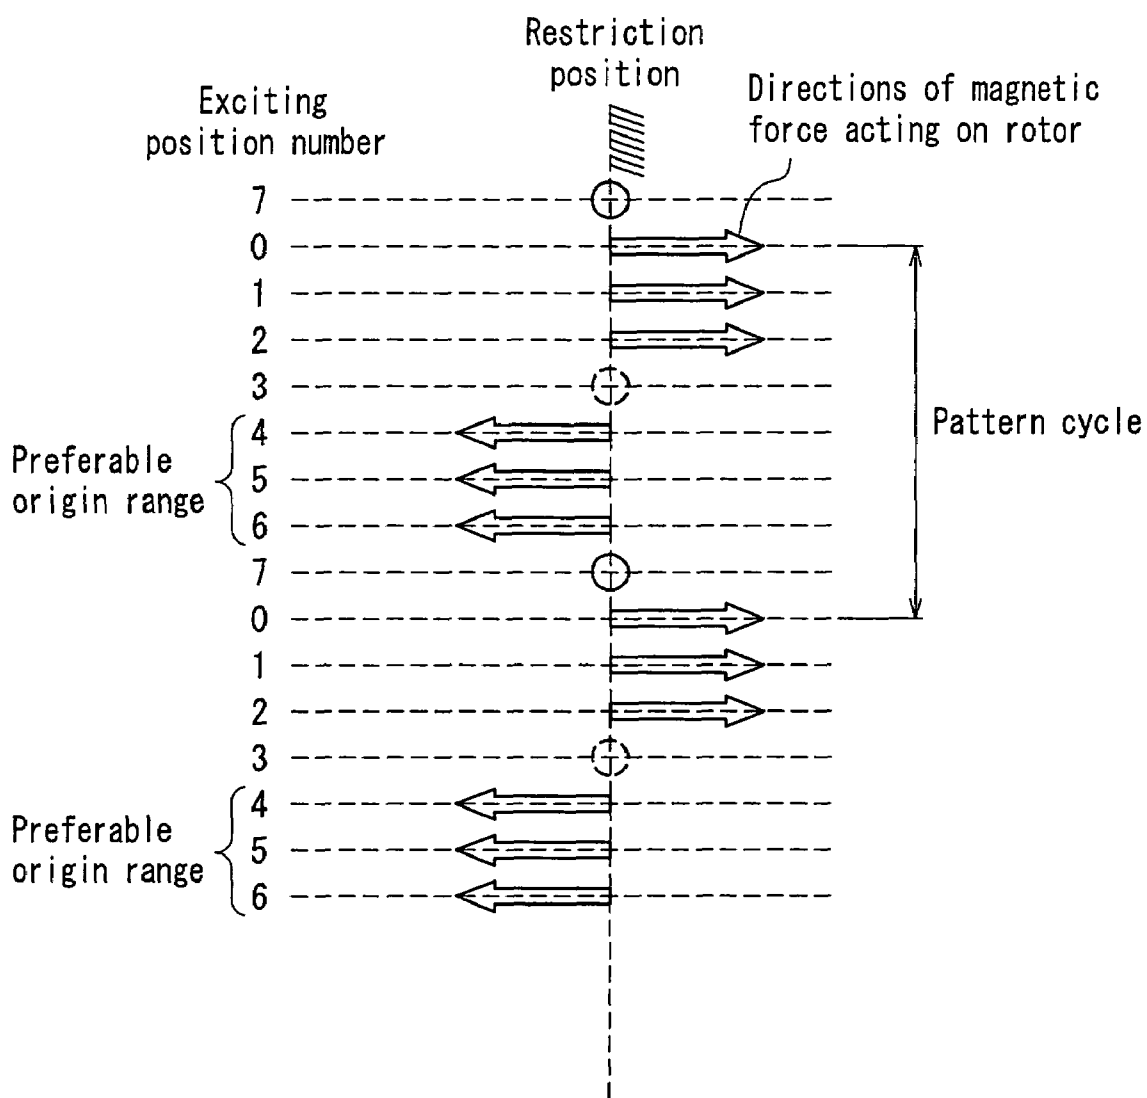 Restriction
position
Directions of magnetic
force acting on rotor
Exciting
position number
7
0
1
2
3
4
5
6
7
0
1
2
3
4
5
6
Preferable
origin range
Pattern cycle
Preferable
origin range